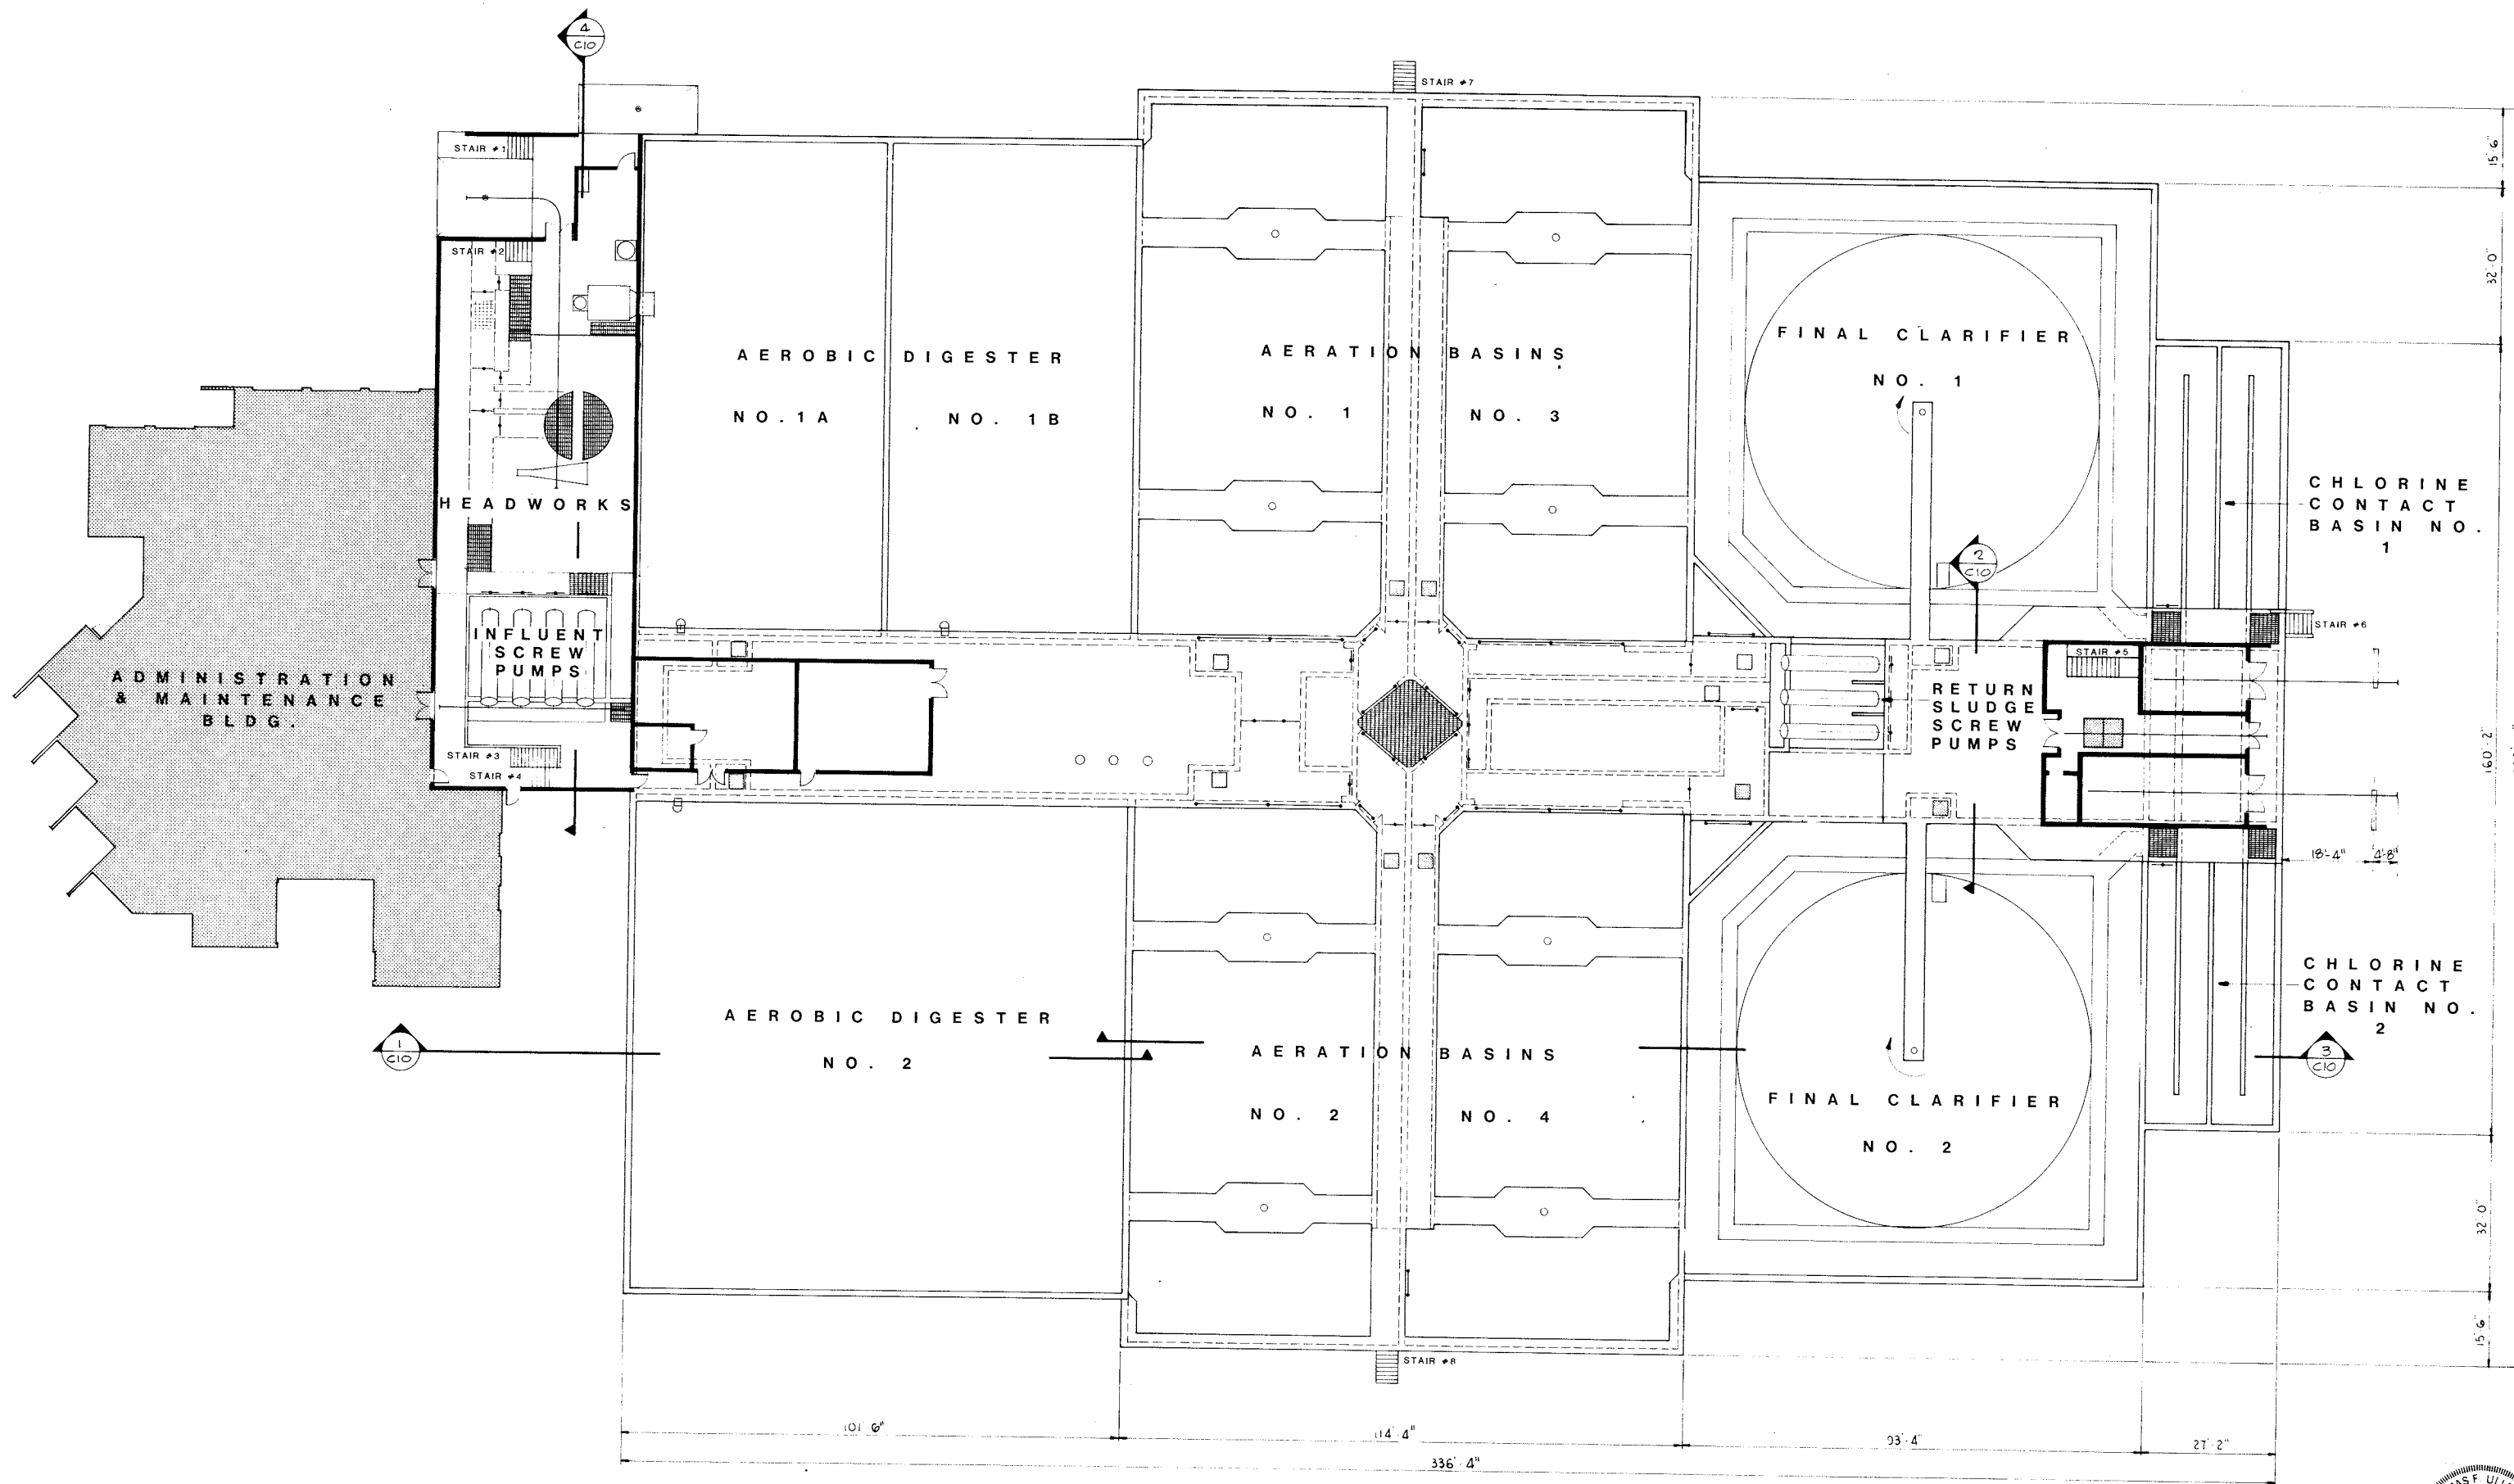 4
C10
STAIR #7
STAIR #1
15'-6"
STAIR #2
32'-0"
FINAL CLARIFIER
NO. 1
AEROBIC DIGESTER
NO. 1A
NO. 1B
AERATION BASINS
NO. 1
NO. 3
HEADWORKS
CHLORINE
CONTACT
BASIN NO.
1
2
C10
INFLUENT
SCREW
PUMPS
STAIR #6
STAIR #5
ADMINISTRATION
& MAINTENANCE
BLDG.
RETURN
SLUDGE
SCREW
PUMPS
160'-2"
STAIR #3
STAIR #4
18'-4"
4'-8"
CHLORINE
CONTACT
BASIN NO.
2
AEROBIC DIGESTER
NO. 2
1
C10
AERATION BASINS
NO. 2
NO. 4
3
C10
FINAL CLARIFIER
NO. 2
32'-0"
15'-6"
STAIR #8
101'-6"
114'-4"
93'-4"
27'-2"
336'-4"